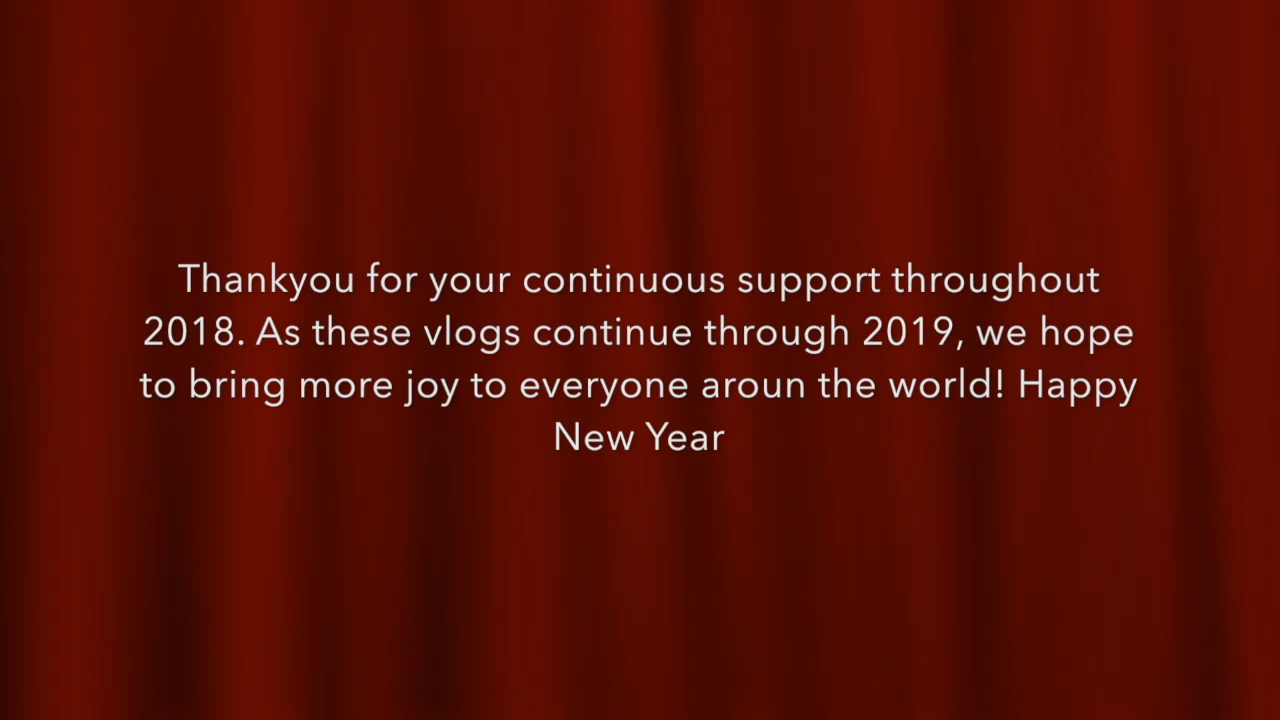 Thankyou for your continuous support throughout
2018. As these vlogs continue through 2019, we hope
to bring more joy to everyone aroun the world! Happy
New Year